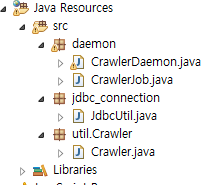 Java Resources
src
daemon
CrawlerDaemon.java
CrawlerJob.java
jdbc_connection
JdbcUtil.java
util.Crawler
Crawler.java
Libraries